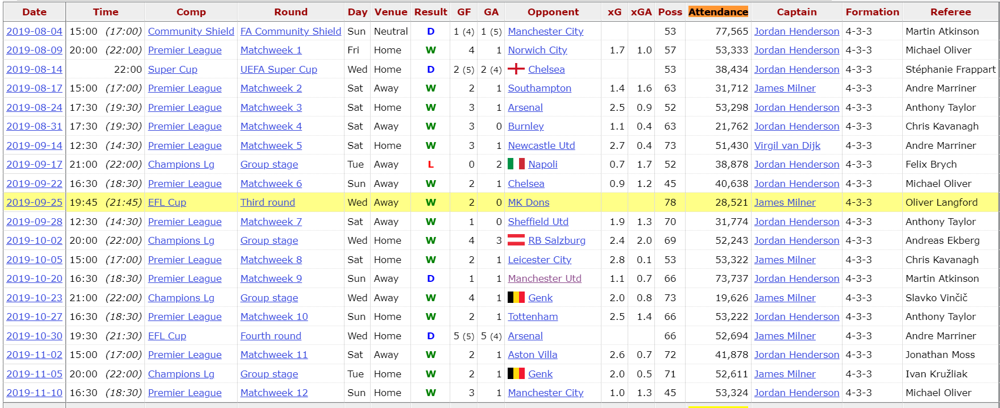 Date Time Comp Round Day Venue Result GF GA Opponent xG xGA Poss Attendance Captain Formation Referee
2019-08-04 15:00 (17:00) Community Shield FA Community Shield Sun Neutral D 1 (4) 1 (5) Manchester City 53 77,565 Jordan Henderson 4-3-3 Martin Atkinson
2019-08-09 20:00 (22:00) Premier League Matchweek 1 Fri Home W 4 1 Norwich City 1.7 1.0 57 53,333 Jordan Henderson 4-3-3 Michael Oliver
2019-08-14 22:00 Super Cup UEFA Super Cup Wed Home D 2 (5) 2 (4) Chelsea 53 38,434 Jordan Henderson 4-3-3 Stéphanie Frappart
2019-08-17 15:00 (17:00) Premier League Matchweek 2 Sat Away W 2 1 Southampton 1.4 1.6 63 31,712 James Milner 4-3-3 Andre Marriner
2019-08-24 17:30 (19:30) Premier League Matchweek 3 Sat Home W 3 1 Arsenal 2.5 0.9 52 53,298 Jordan Henderson 4-3-3 Anthony Taylor
2019-08-31 17:30 (19:30) Premier League Matchweek 4 Sat Away W 3 0 Burnley 1.1 0.4 63 21,762 Jordan Henderson 4-3-3 Chris Kavanagh
2019-09-14 12:30 (14:30) Premier League Matchweek 5 Sat Home W 3 1 Newcastle Utd 2.7 0.4 73 51,430 Virgil van Dijk 4-3-3 Andre Marriner
2019-09-17 21:00 (22:00) Champions Lg Group stage Tue Away L 0 2 Napoli 0.7 1.7 52 38,878 Jordan Henderson 4-3-3 Felix Brych
2019-09-22 16:30 (18:30) Premier League Matchweek 6 Sun Away W 2 1 Chelsea 0.9 1.2 45 40,638 Jordan Henderson 4-3-3 Michael Oliver
2019-09-25 19:45 (21:45) EFL Cup Third round Wed Away W 2 0 MK Dons 78 28,521 James Milner 4-3-3 Oliver Langford
2019-09-28 12:30 (14:30) Premier League Matchweek 7 Sat Away W 1 0 Sheffield Utd 1.9 1.3 70 31,774 Jordan Henderson 4-3-3 Anthony Taylor
2019-10-02 20:00 (22:00) Champions Lg Group stage Wed Home W 4 3 RB Salzburg 2.4 2.0 69 52,243 Jordan Henderson 4-3-3 Andreas Ekberg
2019-10-05 15:00 (17:00) Premier League Matchweek 8 Sat Home W 2 1 Leicester City 2.8 0.1 53 53,322 James Milner 4-3-3 Chris Kavanagh
2019-10-20 16:30 (18:30) Premier League Matchweek 9 Sun Away D 1 1 Manchester Utd 1.1 0.7 66 73,737 Jordan Henderson 4-3-3 Martin Atkinson
2019-10-23 21:00 (22:00) Champions Lg Group stage Wed Away W 4 1 Genk 2.0 0.8 73 19,626 James Milner 4-3-3 Slavko Vinčič
2019-10-27 16:30 (18:30) Premier League Matchweek 10 Sun Home W 2 1 Tottenham 2.5 1.4 66 53,222 Jordan Henderson 4-3-3 Anthony Taylor
2019-10-30 19:30 (21:30) EFL Cup Fourth round Wed Home D 5 (5) 5 (4) Arsenal 66 52,694 James Milner 4-3-3 Andre Marriner
2019-11-02 15:00 (17:00) Premier League Matchweek 11 Sat Away W 2 1 Aston Villa 2.6 0.7 72 41,878 Jordan Henderson 4-3-3 Jonathan Moss
2019-11-05 20:00 (22:00) Champions Lg Group stage Tue Home W 2 1 Genk 2.0 0.5 71 52,611 James Milner 4-3-3 Ivan Kružliak
2019-11-10 16:30 (18:30) Premier League Matchweek 12 Sun Home W 3 1 Manchester City 1.0 1.3 45 53,324 Jordan Henderson 4-3-3 Michael Oliver